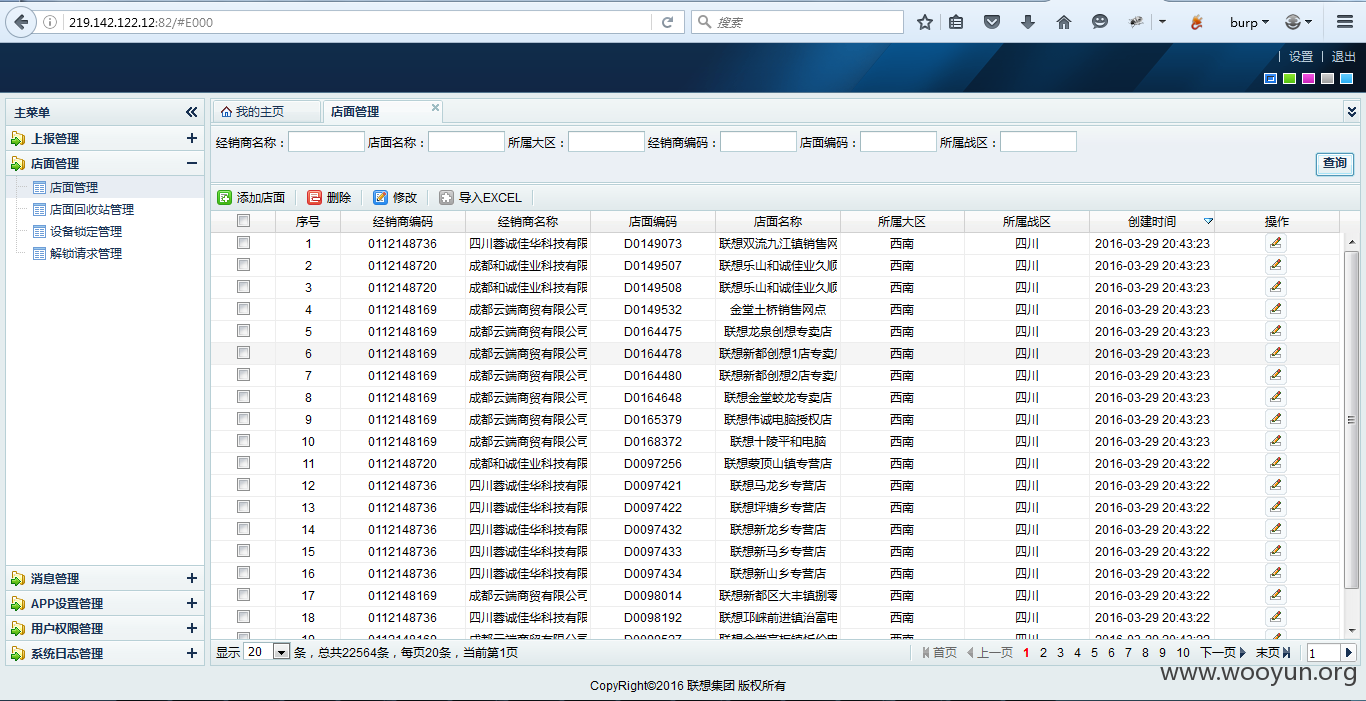 219.142.122.12:82/#E000
搜索
burp
设置 | 退出
主菜单
上报管理
店面管理
店面管理
店面回收站管理
设备锁定管理
解锁请求管理
消息管理
APP设置管理
用户权限管理
系统日志管理
我的主页 店面管理
经销商名称： 店面名称： 所属大区： 经销商编码： 店面编码： 所属战区：
查询
添加店面 删除 修改 导入EXCEL
序号 经销商编码 经销商名称 店面编码 店面名称 所属大区 所属战区 创建时间 操作
1 0112148736 四川蓉诚佳华科技有限 D0149073 联想双流九江镇销售网 西南 四川 2016-03-29 20:43:23
2 0112148720 成都和诚佳业科技有限 D0149507 联想乐山和诚佳业久顺 西南 四川 2016-03-29 20:43:23
3 0112148720 成都和诚佳业科技有限 D0149508 联想乐山和诚佳业久顺 西南 四川 2016-03-29 20:43:23
4 0112148169 成都云端商贸有限公司 D0149532 金堂土桥销售网点 西南 四川 2016-03-29 20:43:23
5 0112148169 成都云端商贸有限公司 D0164475 联想龙泉创想专卖店 西南 四川 2016-03-29 20:43:23
6 0112148169 成都云端商贸有限公司 D0164478 联想新都创想1店专卖 西南 四川 2016-03-29 20:43:23
7 0112148169 成都云端商贸有限公司 D0164480 联想新都创想2店专卖 西南 四川 2016-03-29 20:43:23
8 0112148169 成都云端商贸有限公司 D0164648 联想金堂蛟龙专卖店 西南 四川 2016-03-29 20:43:23
9 0112148169 成都云端商贸有限公司 D0165379 联想伟诚电脑授权店 西南 四川 2016-03-29 20:43:23
10 0112148169 成都云端商贸有限公司 D0168372 联想十陵平和电脑 西南 四川 2016-03-29 20:43:23
11 0112148720 成都和诚佳业科技有限 D0097256 联想蒙顶山镇专营店 西南 四川 2016-03-29 20:43:22
12 0112148736 四川蓉诚佳华科技有限 D0097421 联想马龙乡专营店 西南 四川 2016-03-29 20:43:22
13 0112148736 四川蓉诚佳华科技有限 D0097422 联想坪塘乡专营店 西南 四川 2016-03-29 20:43:22
14 0112148736 四川蓉诚佳华科技有限 D0097432 联想新龙乡专营店 西南 四川 2016-03-29 20:43:22
15 0112148736 四川蓉诚佳华科技有限 D0097433 联想新马乡专营店 西南 四川 2016-03-29 20:43:22
16 0112148736 四川蓉诚佳华科技有限 D0097434 联想新山乡专营店 西南 四川 2016-03-29 20:43:22
17 0112148169 成都云端商贸有限公司 D0098014 联想新都区大丰镇捌零 西南 四川 2016-03-29 20:43:22
18 0112148736 四川蓉诚佳华科技有限 D0098192 联想邛崃前进镇治富电 西南 四川 2016-03-29 20:43:22
19 0112148169 成都云端商贸有限公司 西南 四川 2016-03-29 20:43:22
显示 20 条，总共22564条，每页20条，当前第1页
首页 上一页 1 2 3 4 5 6 7 8 9 10 下一页 末页 1
www.wooyun.org
CopyRight©2016 联想集团 版权所有